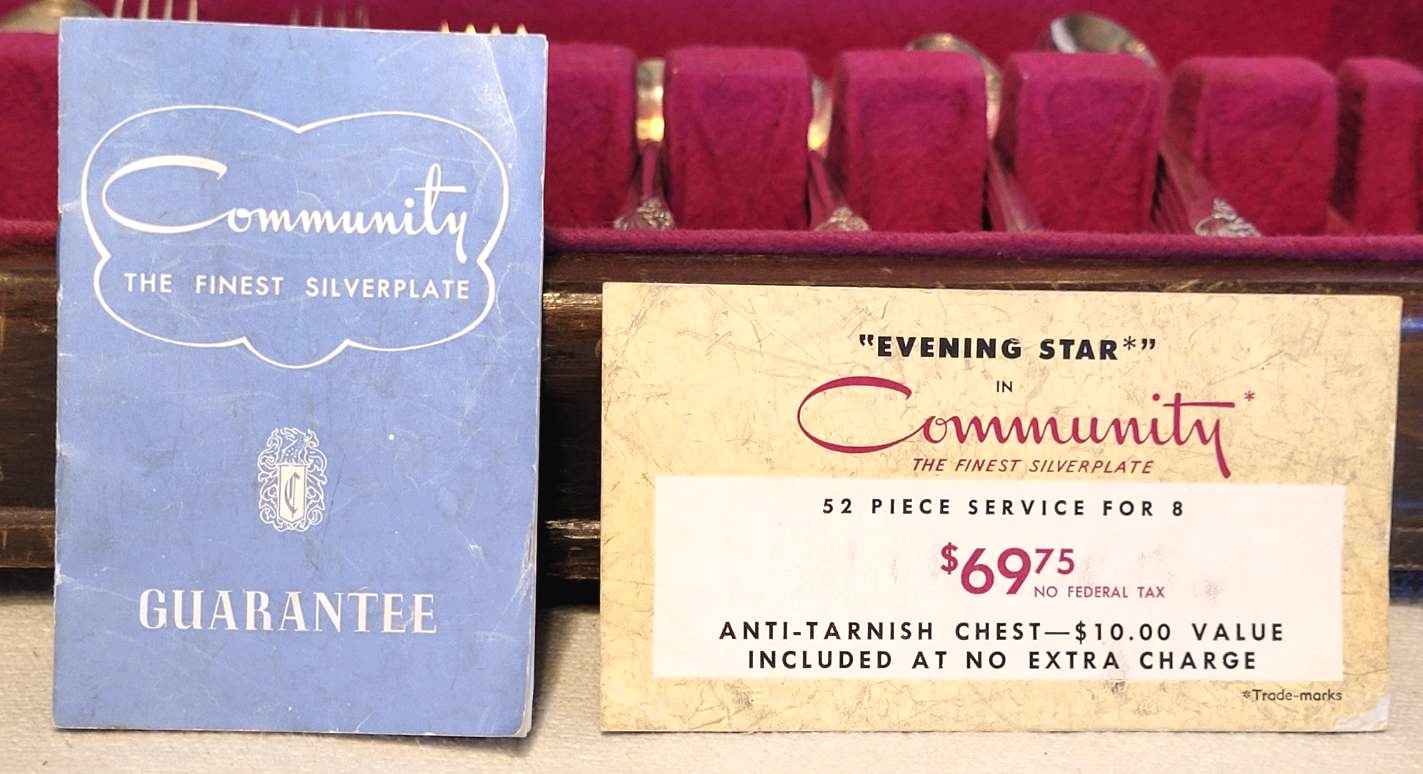 Community
THE FINEST SILVERPLATE
C
GUARANTEE
"EVENING STAR*"
IN
Community*
THE FINEST SILVERPLATE
52 PIECE SERVICE FOR 8
$69 75
NO FEDERAL TAX
ANTI-TARNISH CHEST—$10.00 VALUE
INCLUDED AT NO EXTRA CHARGE
*Trade-marks